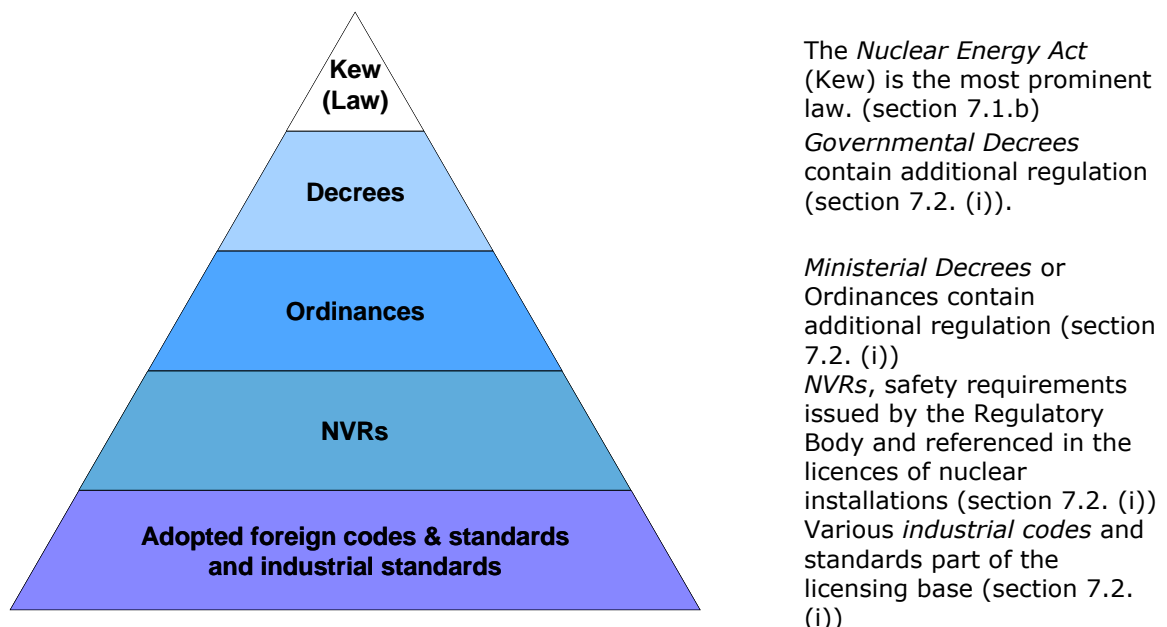 Kew
(Law)
Decrees
Ordinances
NVRs
Adopted foreign codes & standards
and industrial standards
The Nuclear Energy Act
(Kew) is the most prominent
law. (section 7.1.b)
Governmental Decrees
contain additional regulation
(section 7.2. (i)).
Ministerial Decrees or
Ordinances contain
additional regulation (section
7.2. (i))
NVRs, safety requirements
issued by the Regulatory
Body and referenced in the
licences of nuclear
installations (section 7.2. (i))
Various industrial codes and
standards part of the
licensing base (section 7.2.
(i))